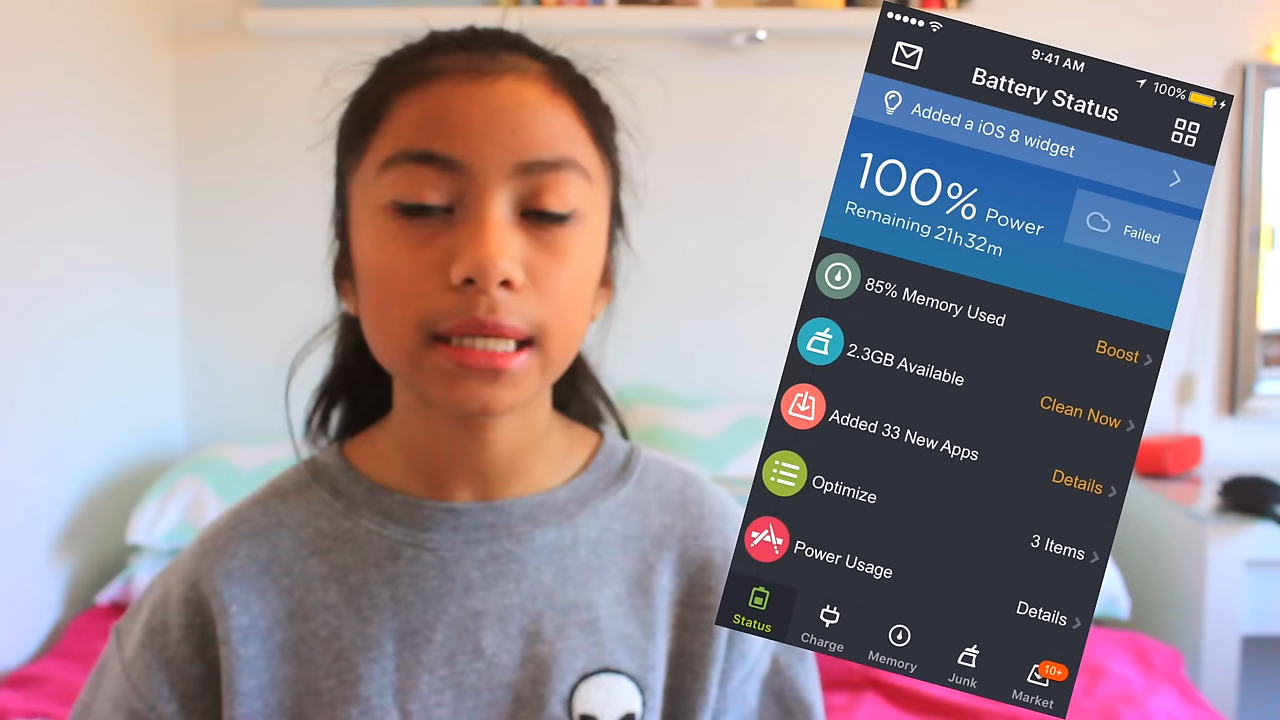 9:41 AM
100%
Battery Status
Added a iOS 8 widget
100% Power
Remaining 21h32m
Failed
85% Memory Used
Boost
2.3GB Available
Clean Now
Added 33 New Apps
Details
Optimize
3 Items
Power Usage
Details
Status
Charge
Memory
Junk
Market
10+